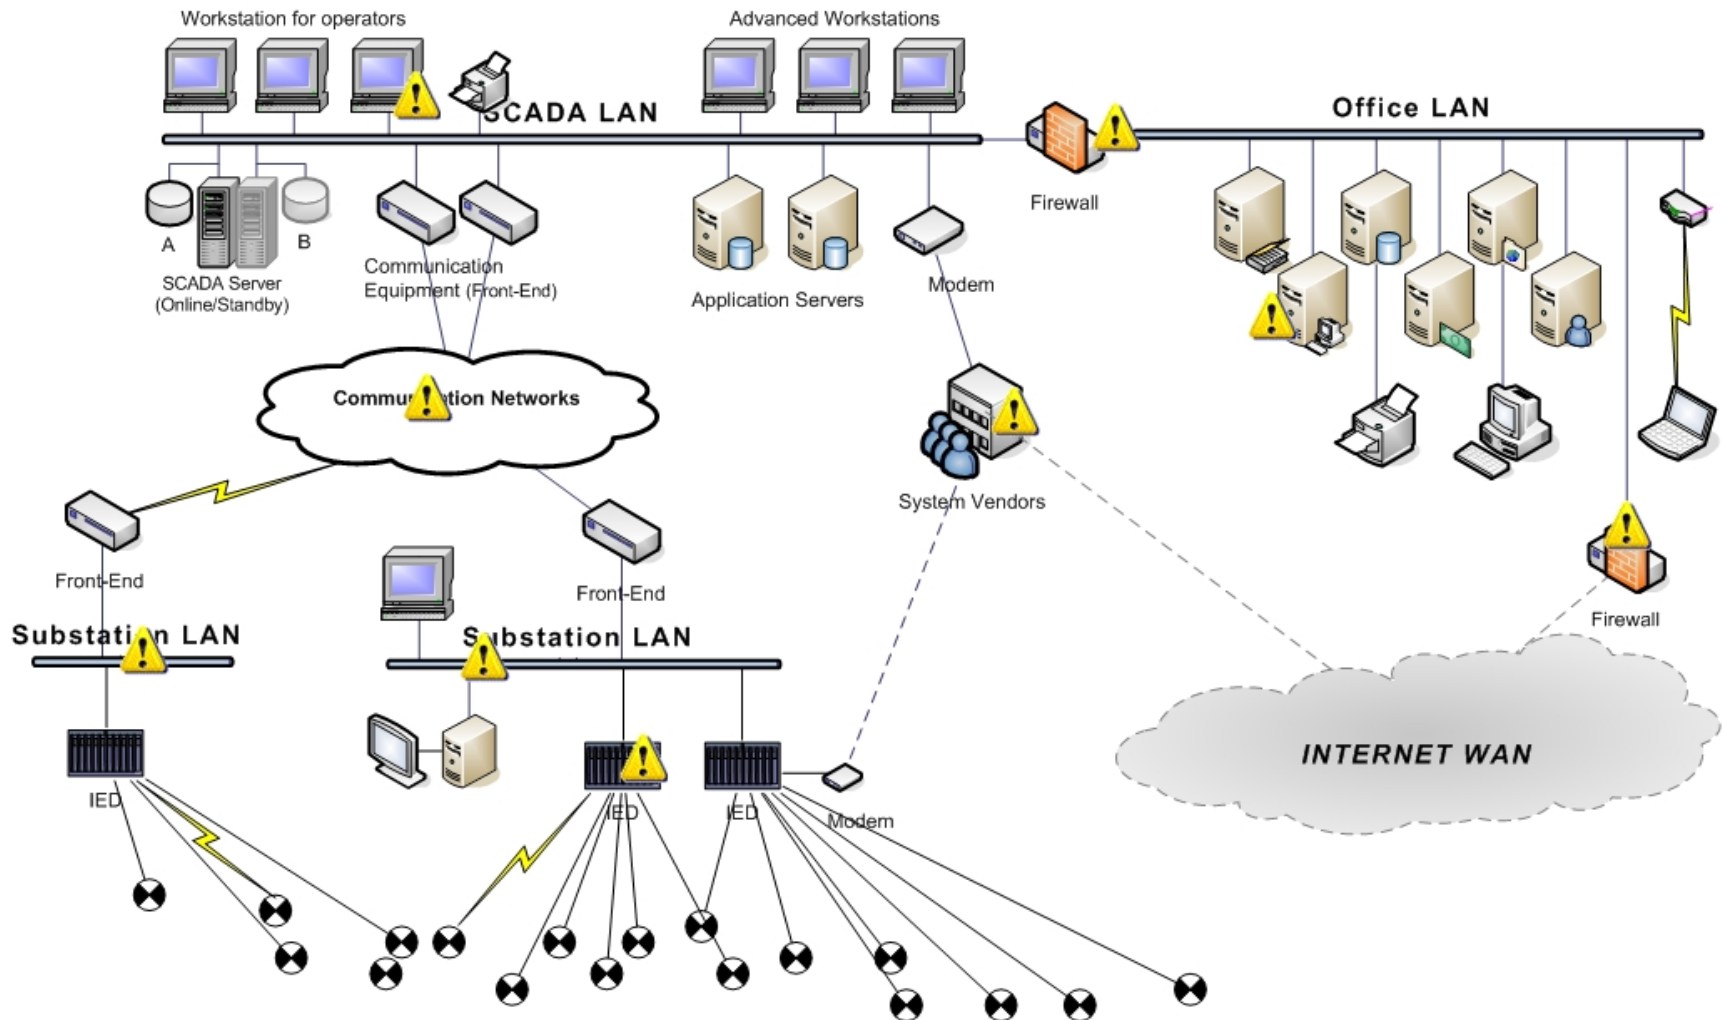 Workstation for operators
Advanced Workstations
SCADA LAN
Office LAN
Firewall
A
B
SCADA Server
(Online/Standby)
Communication
Equipment (Front-End)
Application Servers
Modem
Communication Networks
System Vendors
Front-End
Front-End
Firewall
Substation LAN
Substation LAN
INTERNET WAN
IED
IED
IED
Modem